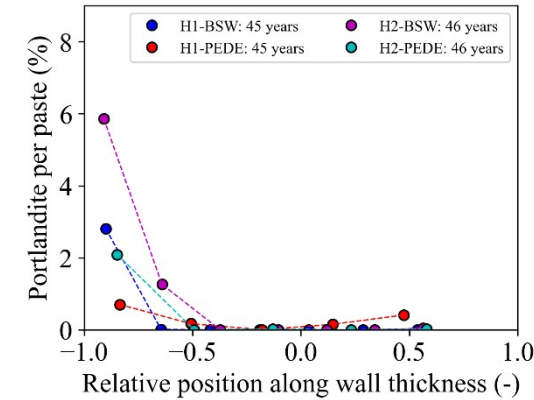 H1-BSW: 45 years
H2-BSW: 46 years
H1-PEDE: 45 years
H2-PEDE: 46 years
Portlandite per paste (%)
8
6
4
2
0
−1.0 −0.5 0.0 0.5 1.0
Relative position along wall thickness (-)